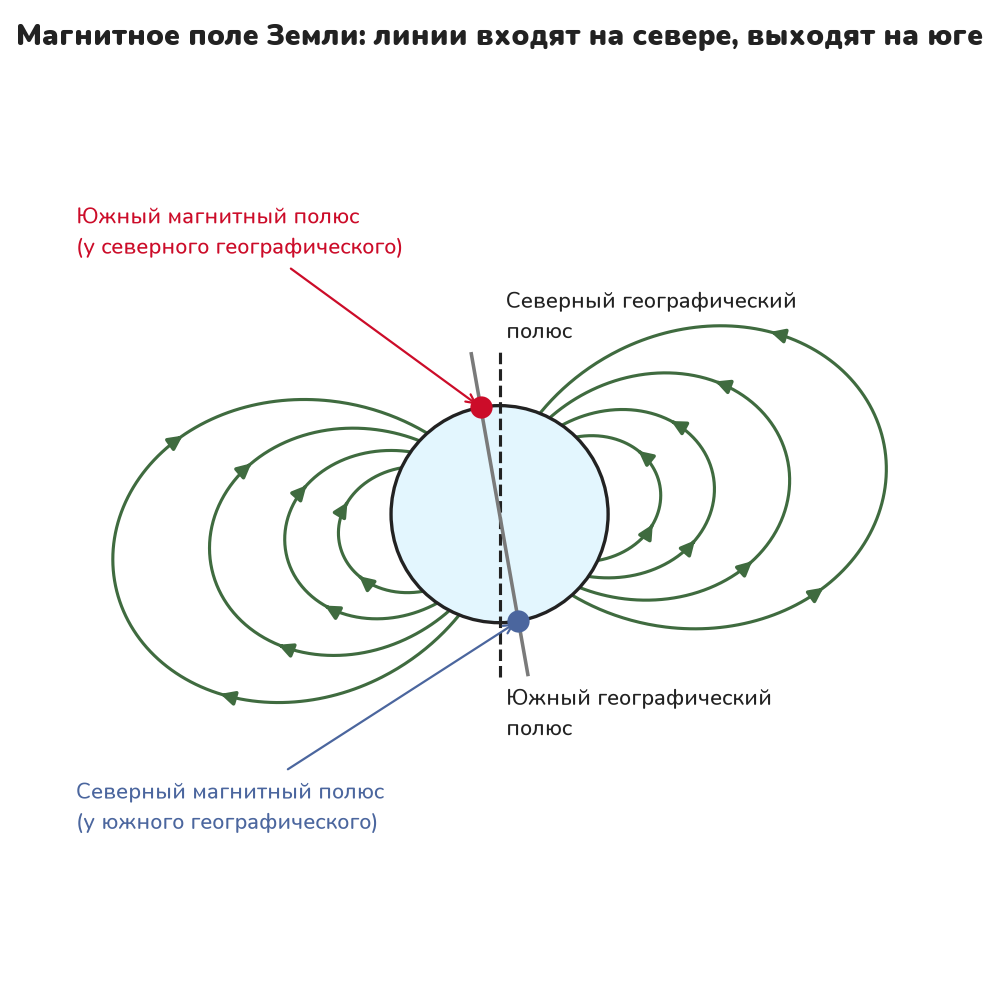 Магнитное поле Земли: линии входят на севере, выходят на юге
Южный магнитный полюс
(у северного географического)
Северный географический
полюс
Южный географический
полюс
Северный магнитный полюс
(у южного географического)